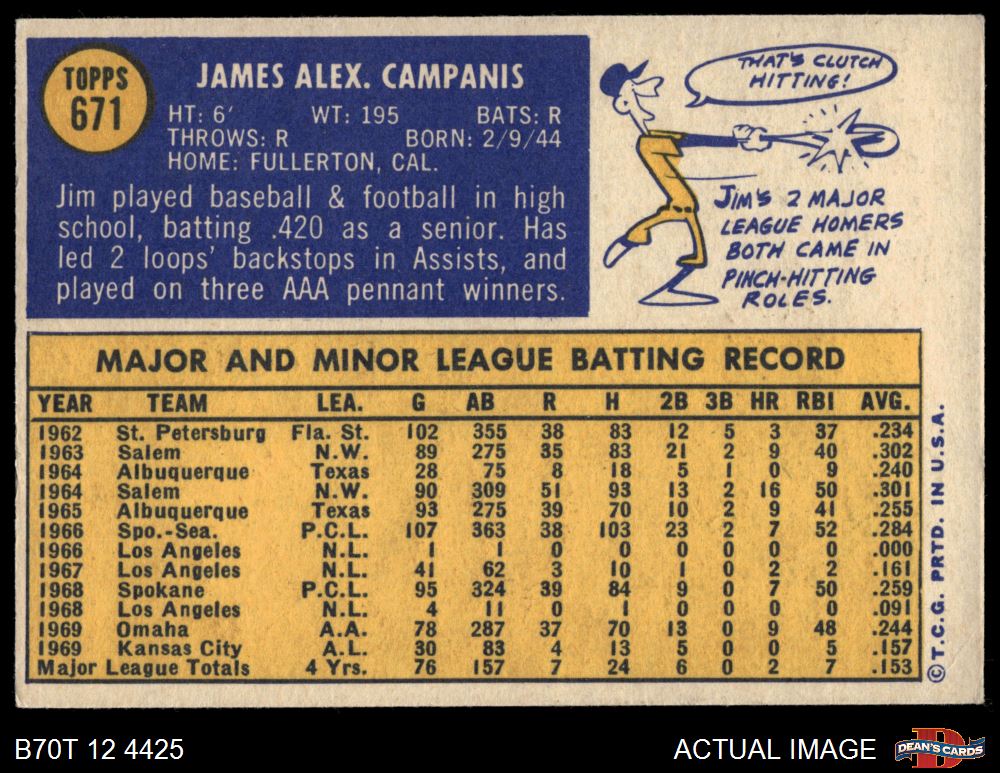 TOPPS
671
JAMES ALEX. CAMPANIS
HT: 6' WT: 195 BATS: R
THROWS: R BORN: 2/9/44
HOME: FULLERTON, CAL.
Jim played baseball & football in high
school, batting .420 as a senior. Has
led 2 loops' backstops in Assists, and
played on three AAA pennant winners.
THAT'S CLUTCH
HITTING!
JIM'S 2 MAJOR
LEAGUE HOMERS
BOTH CAME IN
PINCH-HITTING
ROLES.
MAJOR AND MINOR LEAGUE BATTING RECORD
YEAR TEAM LEA. G AB R H 2B 3B HR RBI AVG.
1962 St. Petersburg Fla. St. 102 355 38 83 12 5 3 37 .234
1963 Salem N.W. 89 275 35 83 21 2 9 40 .302
1964 Albuquerque Texas 28 75 8 18 5 1 0 9 .240
1964 Salem N.W. 90 309 51 93 13 2 16 50 .301
1965 Albuquerque Texas 93 275 39 70 10 2 9 41 .255
1966 Spo.-Sea. P.C.L. 107 363 38 103 23 2 7 52 .284
1966 Los Angeles N.L. 1 1 0 0 0 0 0 0 .000
1967 Los Angeles N.L. 41 62 3 10 1 0 2 2 .161
1968 Spokane P.C.L. 95 324 39 84 9 0 7 50 .259
1968 Los Angeles N.L. 4 11 0 1 0 0 0 0 .091
1969 Omaha A.A. 78 287 37 70 13 0 9 48 .244
1969 Kansas City A.L. 30 83 4 13 5 0 0 5 .157
Major League Totals 4 Yrs. 76 157 7 24 6 0 2 7 .153
©T.C.G. PRTD. IN U.S.A.
B70T 12 4425
ACTUAL IMAGE
D
DEAN'S CARDS